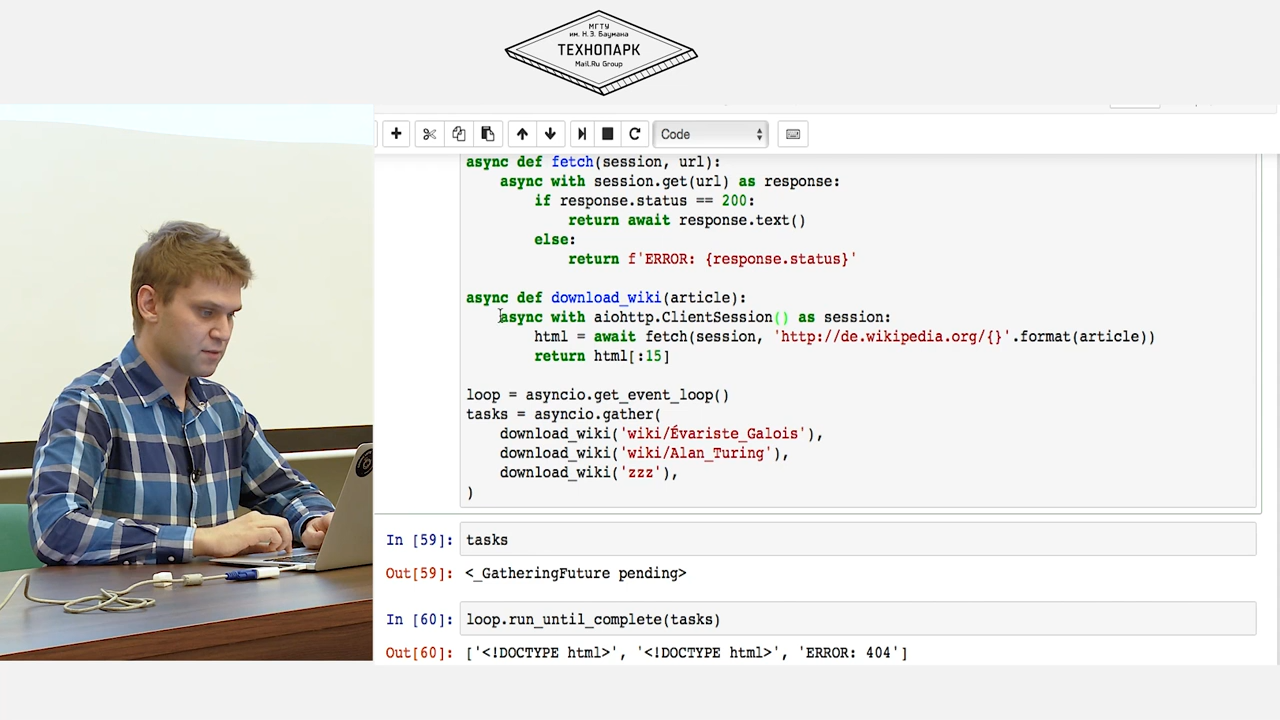 МГТУ
им. Н.Э. Баумана
ТЕХНОПАРК
Mail.Ru Group
Code
async def fetch(session, url):
    async with session.get(url) as response:
        if response.status == 200:
            return await response.text()
        else:
            return f'ERROR: {response.status}'
async def download_wiki(article):
    async with aiohttp.ClientSession() as session:
        html = await fetch(session, 'http://de.wikipedia.org/{}'.format(article))
        return html[:15]
loop = asyncio.get_event_loop()
tasks = asyncio.gather(
    download_wiki('wiki/Évariste_Galois'),
    download_wiki('wiki/Alan_Turing'),
    download_wiki('zzz'),
)
In [59]: tasks
Out[59]: <_GatheringFuture pending>
In [60]: loop.run_until_complete(tasks)
Out[60]: ['<!DOCTYPE html>', '<!DOCTYPE html>', 'ERROR: 404']